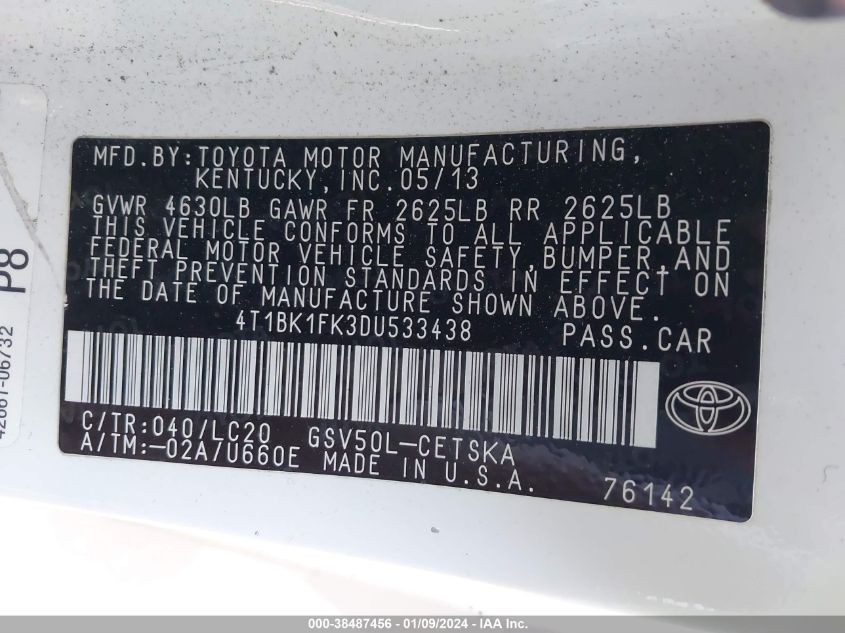 MFD.BY:TOYOTA MOTOR MANUFACTURING,
KENTUCKY,INC.05/13
GVWR 4630LB GAWR FR 2625LB RR 2625LB
THIS VEHICLE CONFORMS TO ALL APPLICABLE
FEDERAL MOTOR VEHICLE SAFETY,BUMPER,AND
THEFT PREVENTION STANDARDS IN EFFECT ON
THE DATE OF MANUFACTURE SHOWN ABOVE.
4T1BK1FK3DU533438 PASS.CAR
C/TR:040/LC20 GSV50L-CETSKA
A/TM:-02A/U660E MADE IN U.S.A.
76142
P8
42661-06732
000-38487456 - 01/09/2024 - IAA Inc.